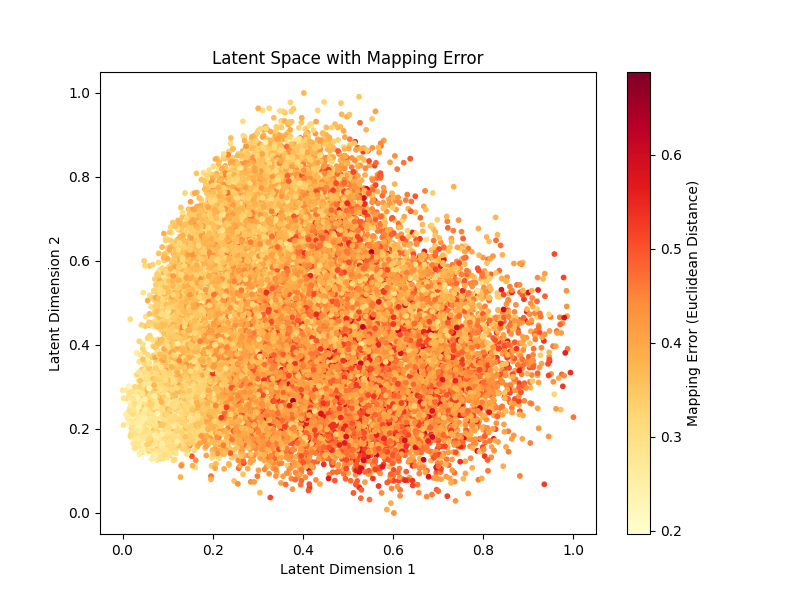 Latent Space with Mapping Error
1.0
0.8
0.6
0.4
0.2
0.0
Latent Dimension 2
0.0 0.2 0.4 0.6 0.8 1.0
Latent Dimension 1
0.6
0.5
0.4
0.3
0.2
Mapping Error (Euclidean Distance)